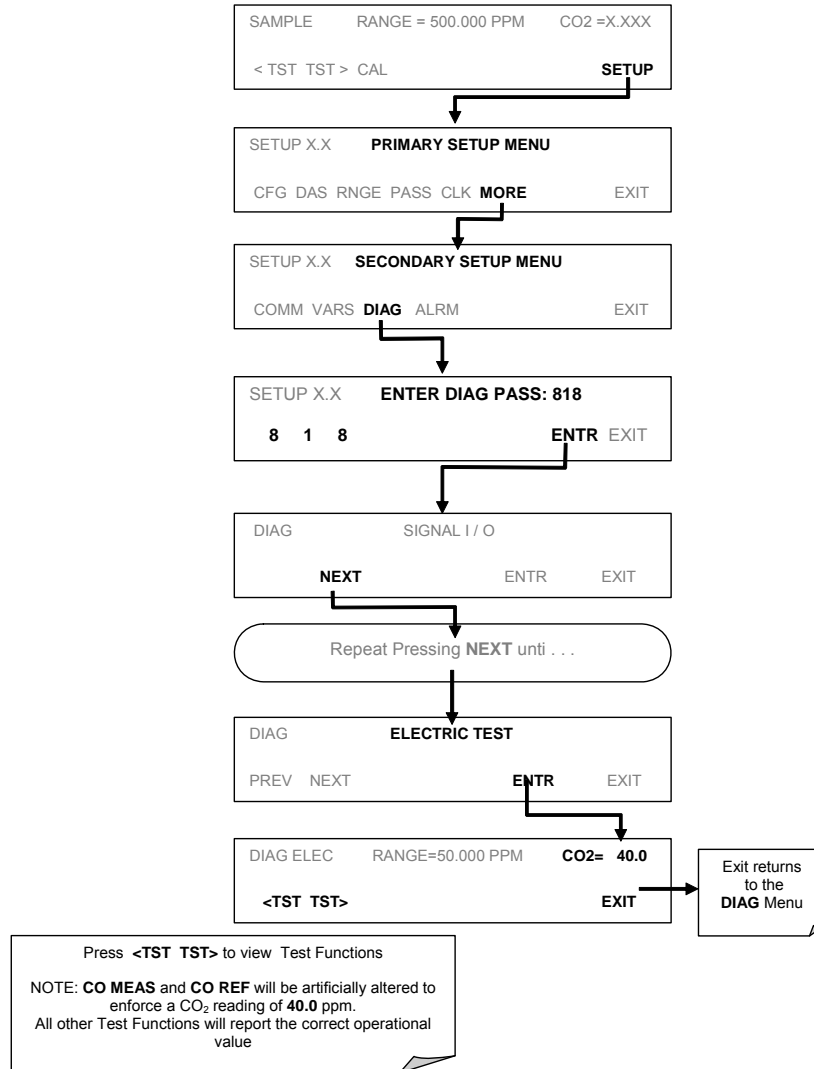 SAMPLE RANGE = 500.000 PPM CO2 =X.XXX
< TST TST > CAL SETUP
SETUP X.X PRIMARY SETUP MENU
CFG DAS RNGE PASS CLK MORE EXIT
SETUP X.X SECONDARY SETUP MENU
COMM VARS DIAG ALRM EXIT
SETUP X.X ENTER DIAG PASS: 818
8 1 8 ENTR EXIT
DIAG SIGNAL I / O
NEXT ENTR EXIT
Repeat Pressing NEXT unti . . .
DIAG ELECTRIC TEST
PREV NEXT ENTR EXIT
DIAG ELEC RANGE=50.000 PPM CO2= 40.0
<TST TST> EXIT
Exit returns
to the
DIAG Menu
Press <TST TST> to view Test Functions
NOTE: CO MEAS and CO REF will be artificially altered to
enforce a CO₂ reading of 40.0 ppm.
All other Test Functions will report the correct operational
value